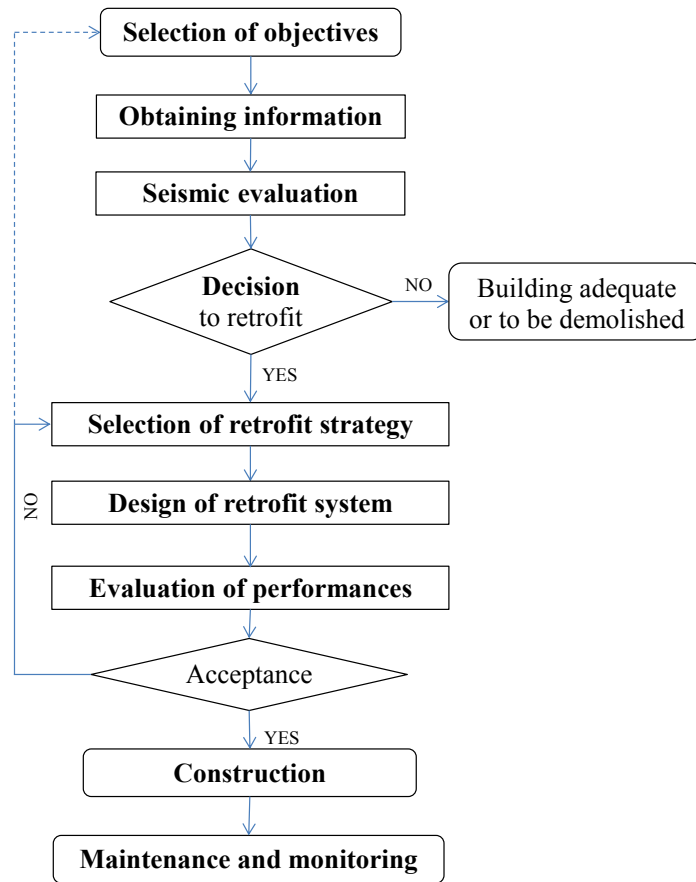 Selection of objectives
Obtaining information
Seismic evaluation
Decision
to retrofit
NO
Building adequate
or to be demolished
YES
Selection of retrofit strategy
NO
Design of retrofit system
Evaluation of performances
Acceptance
YES
Construction
Maintenance and monitoring